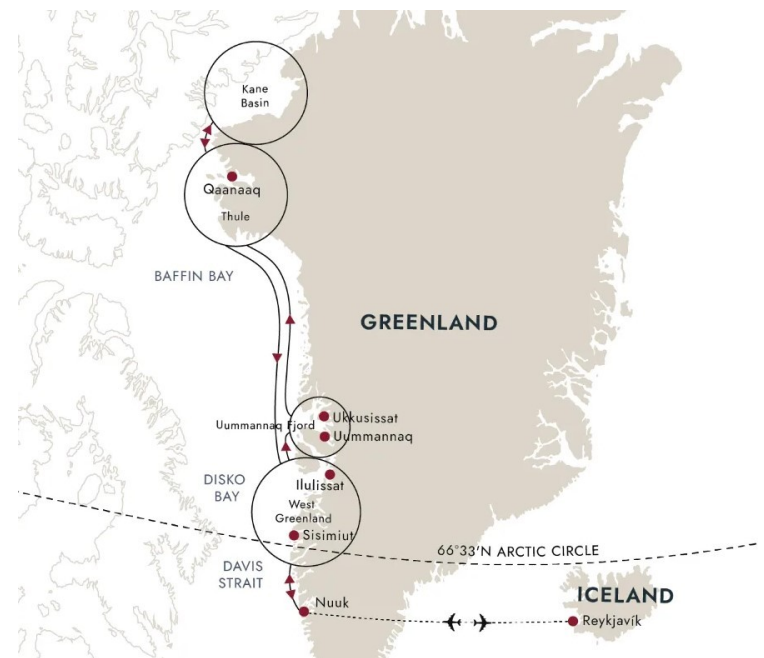 Kane
Basin
Qaanaaq
Thule
BAFFIN BAY
GREENLAND
Ukkusissat
Uummannaq Fjord
Uummannaq
DISKO
BAY
Ilulissat
West
Greenland
Sisimiut
66°33'N ARCTIC CIRCLE
DAVIS
STRAIT
Nuuk
ICELAND
Reykjavík